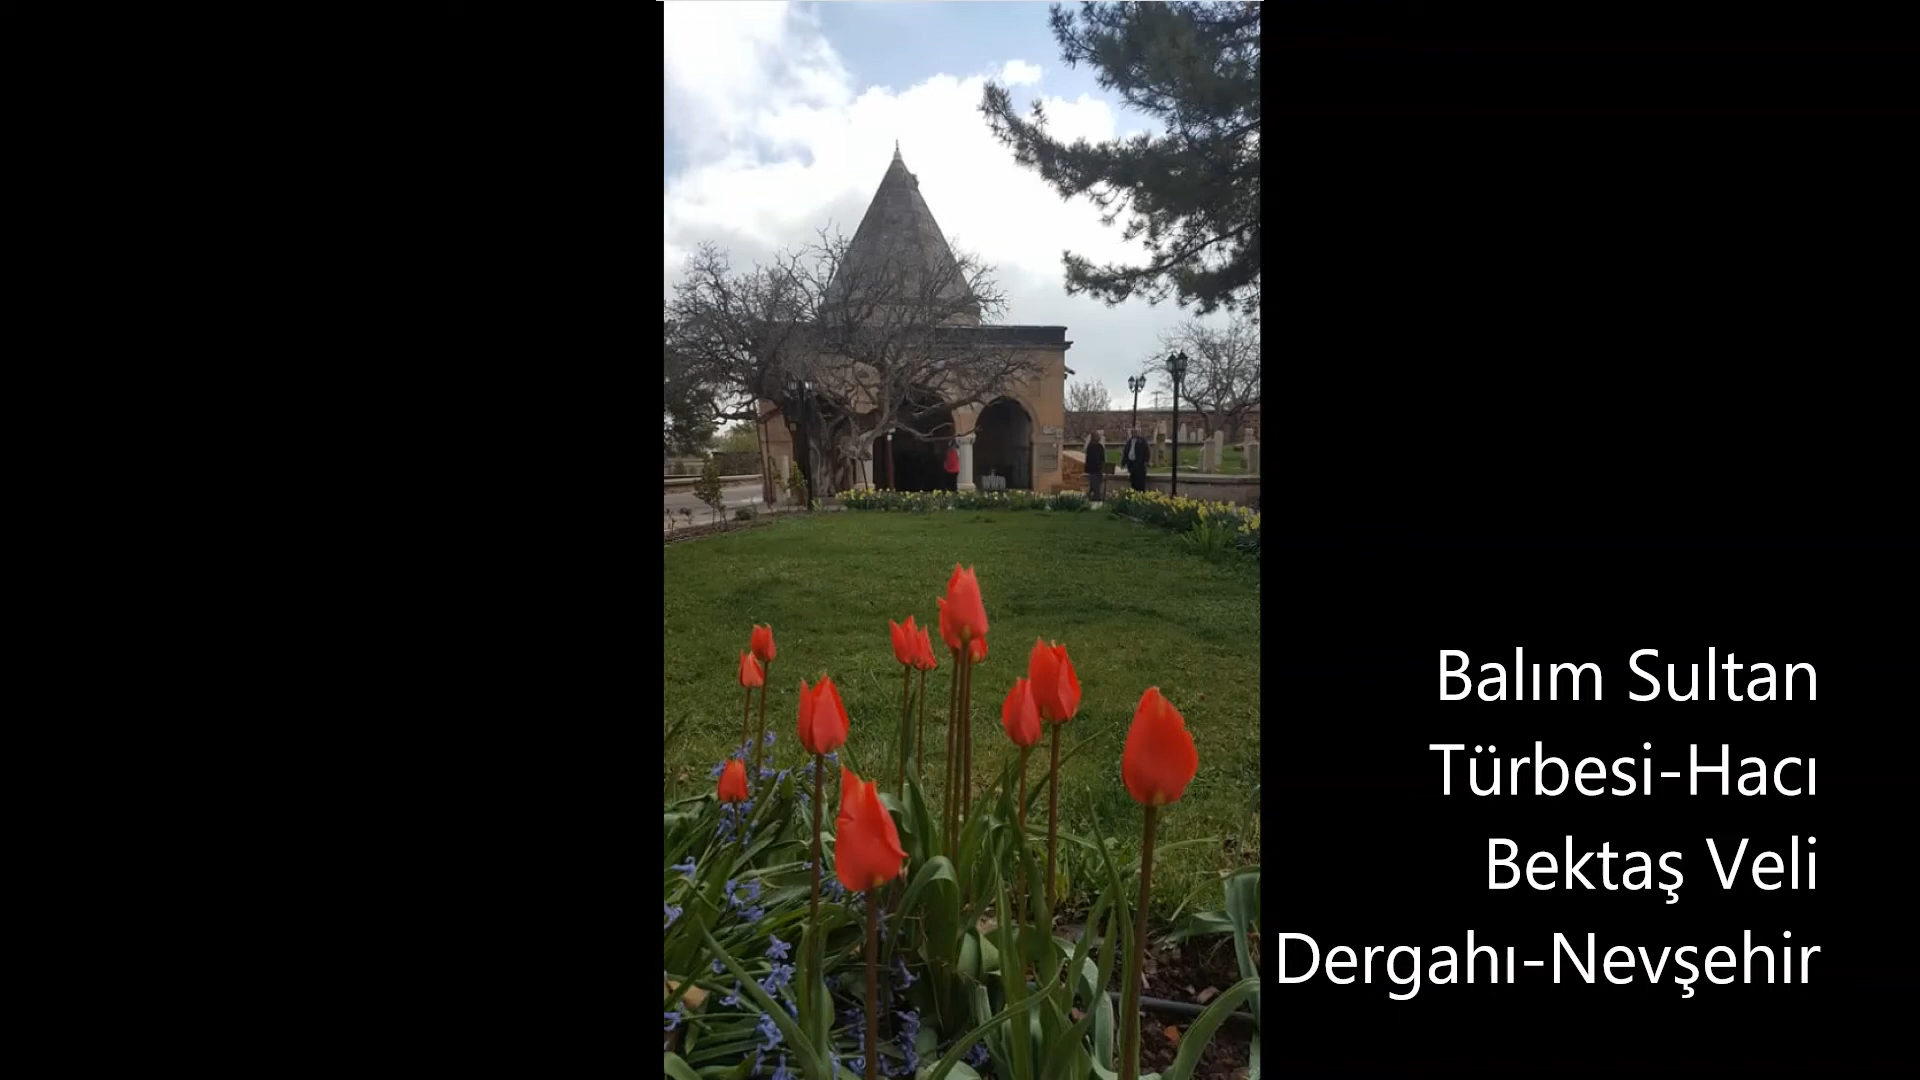 Balım Sultan
Türbesi-Hacı
Bektaş Veli
Dergahı-Nevşehir